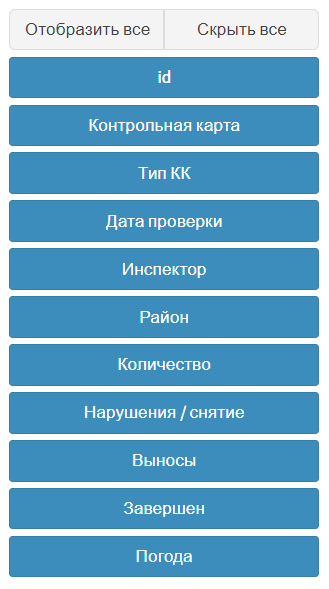 Отобразить все Скрыть все
id
Контрольная карта
Тип КК
Дата проверки
Инспектор
Район
Количество
Нарушения / снятие
Выносы
Завершен
Погода